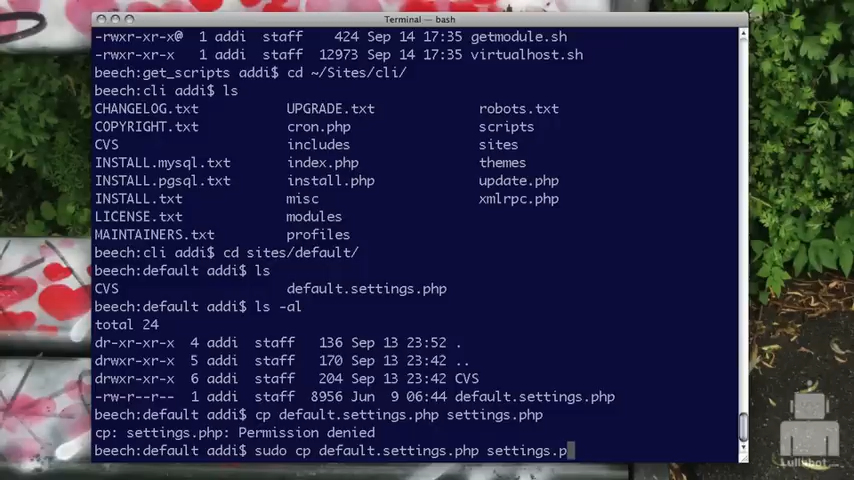 Terminal — bash
-rwxr-xr-x@  1 addi  staff    424 Sep 14 17:35 getmodule.sh
-rwxr-xr-x   1 addi  staff  12973 Sep 14 17:35 virtualhost.sh
beech:get_scripts addi$ cd ~/Sites/cli/
beech:cli addi$ ls
CHANGELOG.txt           UPGRADE.txt             robots.txt
COPYRIGHT.txt           cron.php                scripts
CVS                     includes                sites
INSTALL.mysql.txt       index.php               themes
INSTALL.pgsql.txt       install.php             update.php
INSTALL.txt             misc                    xmlrpc.php
LICENSE.txt             modules
MAINTAINERS.txt         profiles
beech:cli addi$ cd sites/default/
beech:default addi$ ls
CVS                     default.settings.php
beech:default addi$ ls -al
total 24
dr-xr-xr-x  4 addi  staff   136 Sep 13 23:52 .
drwxr-xr-x  5 addi  staff   170 Sep 13 23:42 ..
drwxr-xr-x  6 addi  staff   204 Sep 13 23:42 CVS
-rw-r--r--  1 addi  staff  8956 Jun  9 06:44 default.settings.php
beech:default addi$ cp default.settings.php settings.php
cp: settings.php: Permission denied
beech:default addi$ sudo cp default.settings.php settings.p
Lullabot